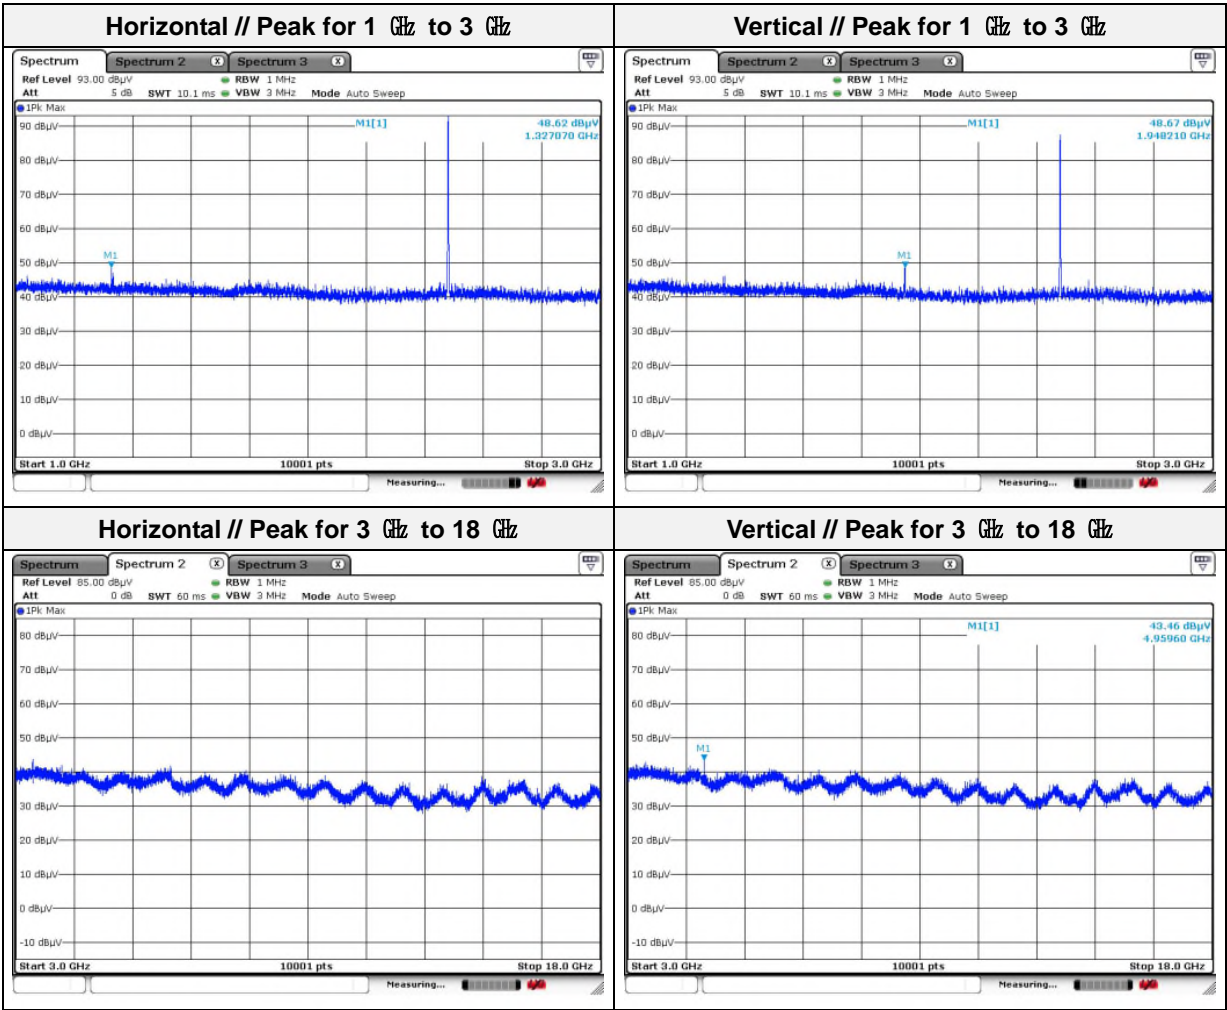 Horizontal // Peak for 1 ㎓ to 3 ㎓
Spectrum Spectrum 2 X Spectrum 3 X
Ref Level 93.00 dBµV RBW 1 MHz
Att 5 dB SWT 10.1 ms VBW 3 MHz Mode Auto Sweep
1Pk Max
90 dBµV M1[1] 48.62 dBµV
1.327870 GHz
80 dBµV
70 dBµV
60 dBµV
M1
50 dBµV
40 dBµV
30 dBµV
20 dBµV
10 dBµV
0 dBµV
Start 1.0 GHz 10001 pts Stop 3.0 GHz
Measuring...
Vertical // Peak for 1 ㎓ to 3 ㎓
Spectrum Spectrum 2 X Spectrum 3 X
Ref Level 93.00 dBµV RBW 1 MHz
Att 5 dB SWT 10.1 ms VBW 3 MHz Mode Auto Sweep
1Pk Max
90 dBµV M1[1] 48.67 dBµV
1.948210 GHz
80 dBµV
70 dBµV
60 dBµV
M1
50 dBµV
40 dBµV
30 dBµV
20 dBµV
10 dBµV
0 dBµV
Start 1.0 GHz 10001 pts Stop 3.0 GHz
Measuring...
Horizontal // Peak for 3 ㎓ to 18 ㎓
Spectrum Spectrum 2 X Spectrum 3 X
Ref Level 85.00 dBµV RBW 1 MHz
Att 0 dB SWT 60 ms VBW 3 MHz Mode Auto Sweep
1Pk Max
80 dBµV
70 dBµV
60 dBµV
50 dBµV
30 dBµV
20 dBµV
10 dBµV
0 dBµV
-10 dBµV
Start 3.0 GHz 10001 pts Stop 18.0 GHz
Measuring...
Vertical // Peak for 3 ㎓ to 18 ㎓
Spectrum Spectrum 2 X Spectrum 3 X
Ref Level 85.00 dBµV RBW 1 MHz
Att 0 dB SWT 60 ms VBW 3 MHz Mode Auto Sweep
1Pk Max
80 dBµV M1[1] 43.46 dBµV
4.95960 GHz
70 dBµV
60 dBµV
50 dBµV
M1
30 dBµV
20 dBµV
10 dBµV
0 dBµV
-10 dBµV
Start 3.0 GHz 10001 pts Stop 18.0 GHz
Measuring...